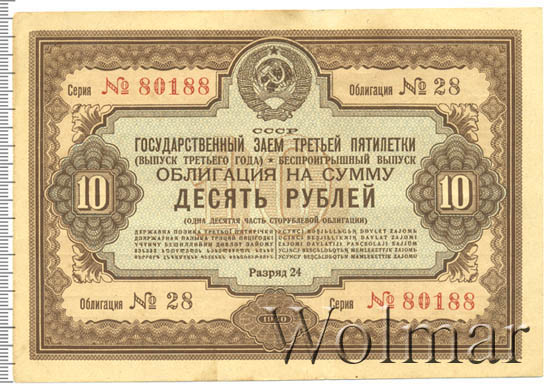 Серия № 80188
Облигация № 28
СССР
ГОСУДАРСТВЕННЫЙ ЗАЕМ ТРЕТЬЕЙ ПЯТИЛЕТКИ
(ВЫПУСК ТРЕТЬЕГО ГОДА) ★ БЕСПРОИГРЫШНЫЙ ВЫПУСК
ОБЛИГАЦИЯ НА СУММУ
10 ДЕСЯТЬ РУБЛЕЙ 10
(ОДНА ДЕСЯТАЯ ЧАСТЬ СТОРУБЛЕВОЙ ОБЛИГАЦИИ)
Разряд 24
Облигация № 28
Серия № 80188
1940
Wolmar